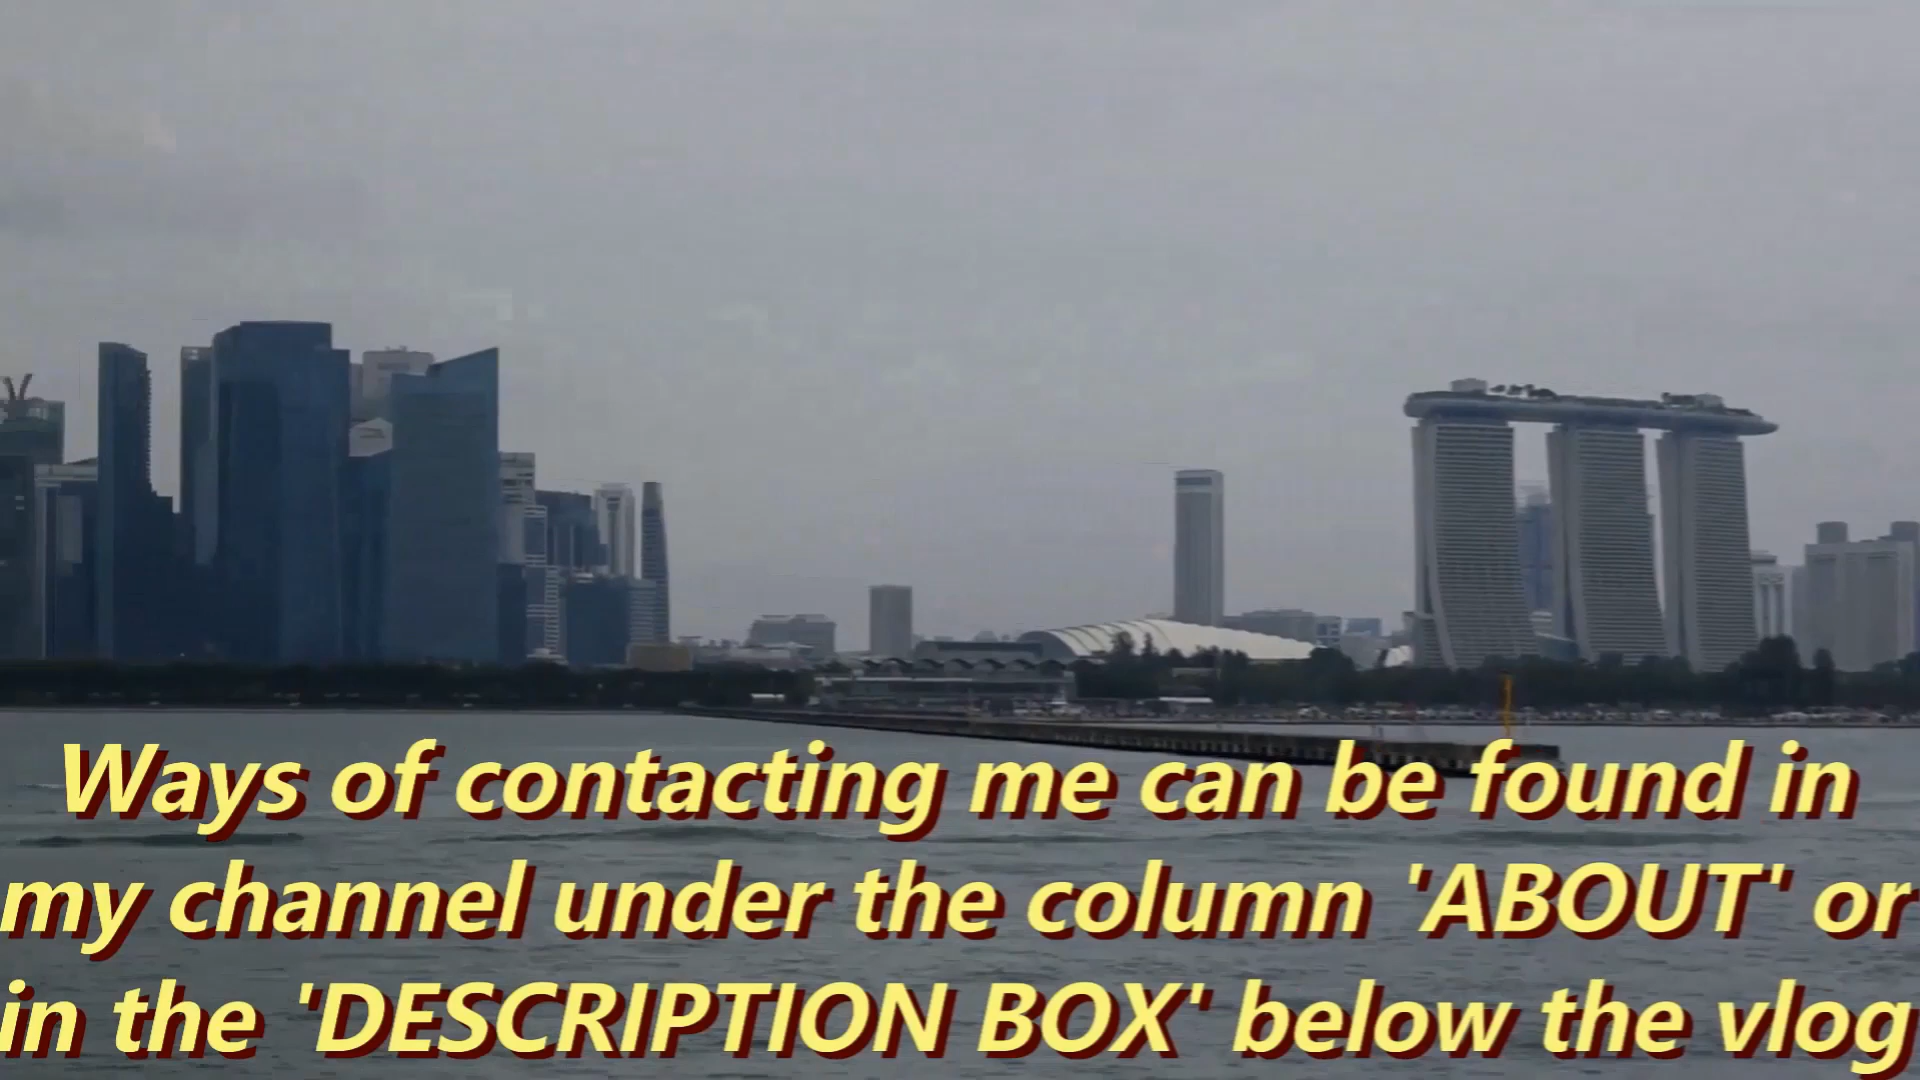 Ways of contacting me can be found in
my channel under the column 'ABOUT' or
in the 'DESCRIPTION BOX' below the vlog